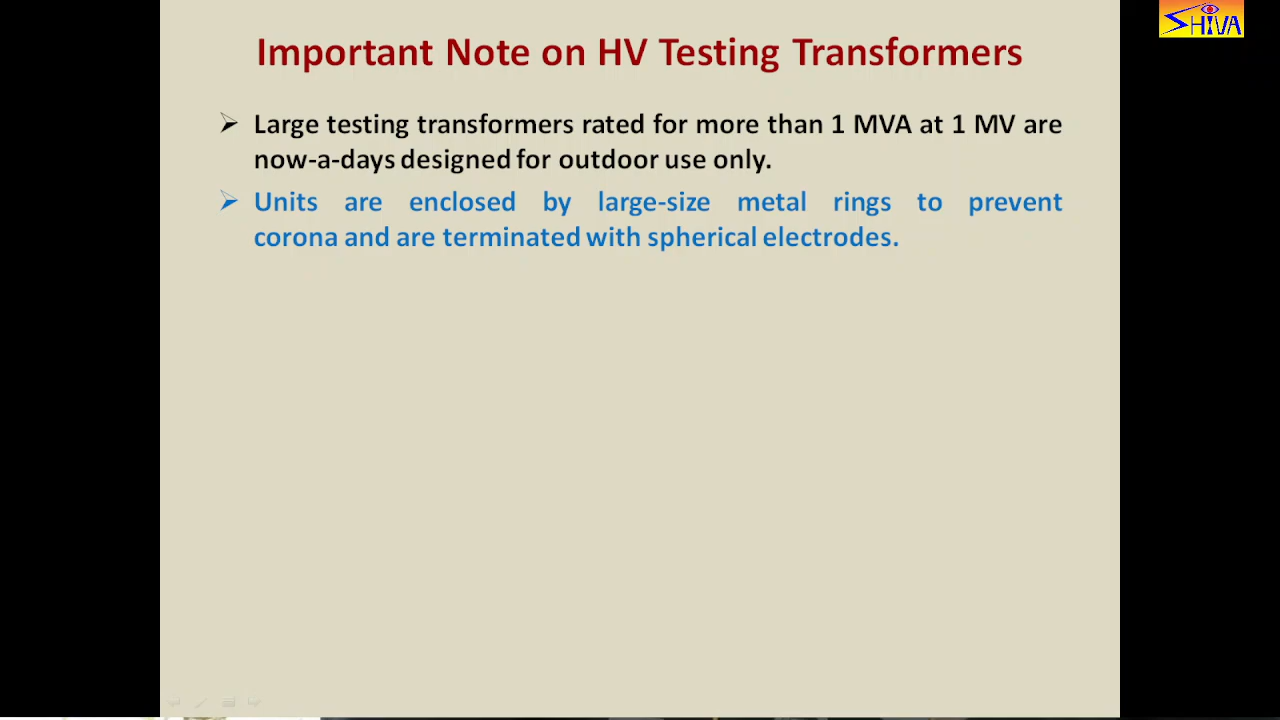 SHIVA
Important Note on HV Testing Transformers
Large testing transformers rated for more than 1 MVA at 1 MV are
now-a-days designed for outdoor use only.
Units are enclosed by large-size metal rings to prevent
corona and are terminated with spherical electrodes.